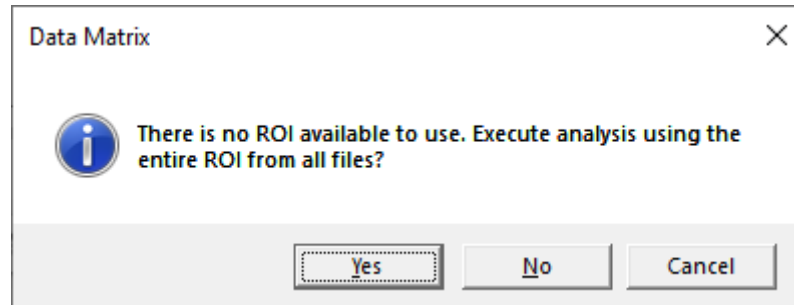 Data Matrix
There is no ROI available to use. Execute analysis using the
entire ROI from all files?
Yes
No
Cancel